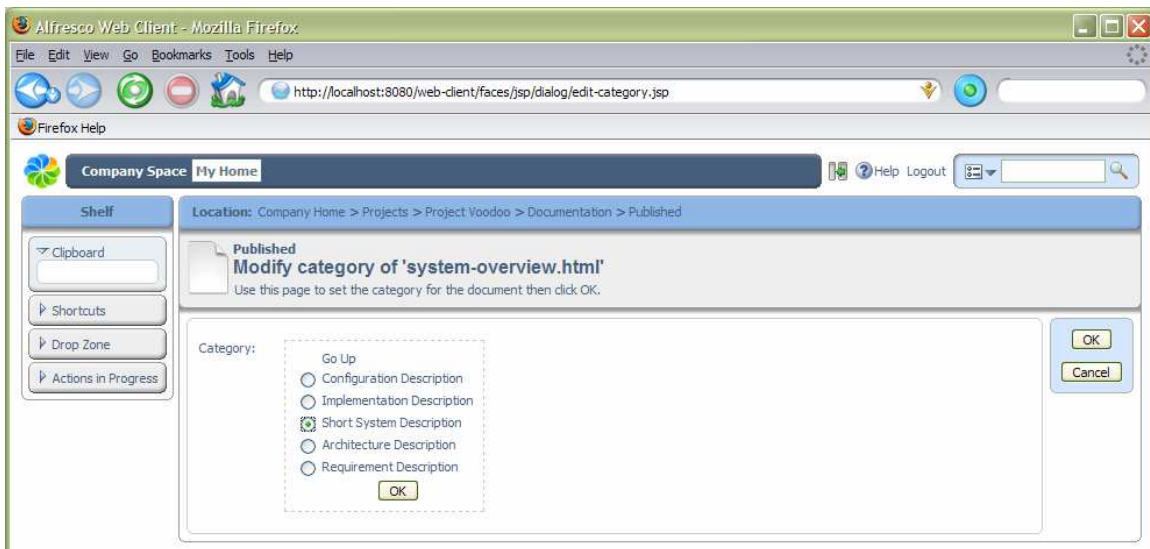 Alfresco Web Client - Mozilla Firefox
File Edit View Go Bookmarks Tools Help
http://localhost:8080/web-client/faces/jsp/dialog/edit-category.jsp
Firefox Help
Company Space My Home Help Logout
Shelf
Location: Company Home > Projects > Project Voodoo > Documentation > Published
Clipboard
Published
Modify category of 'system-overview.html'
Use this page to set the category for the document then click OK.
Shortcuts
Drop Zone
Actions in Progress
Category:
Go Up
Configuration Description
Implementation Description
Short System Description
Architecture Description
Requirement Description
OK
OK
Cancel